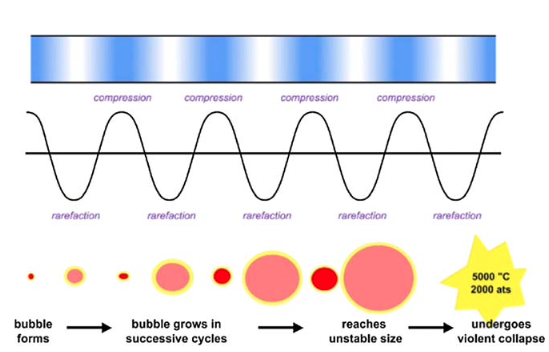 compression compression compression compression
rarefaction rarefaction rarefaction rarefaction rarefaction
5000 °C
2000 ats
bubble
forms
bubble grows in
successive cycles
reaches
unstable size
undergoes
violent collapse